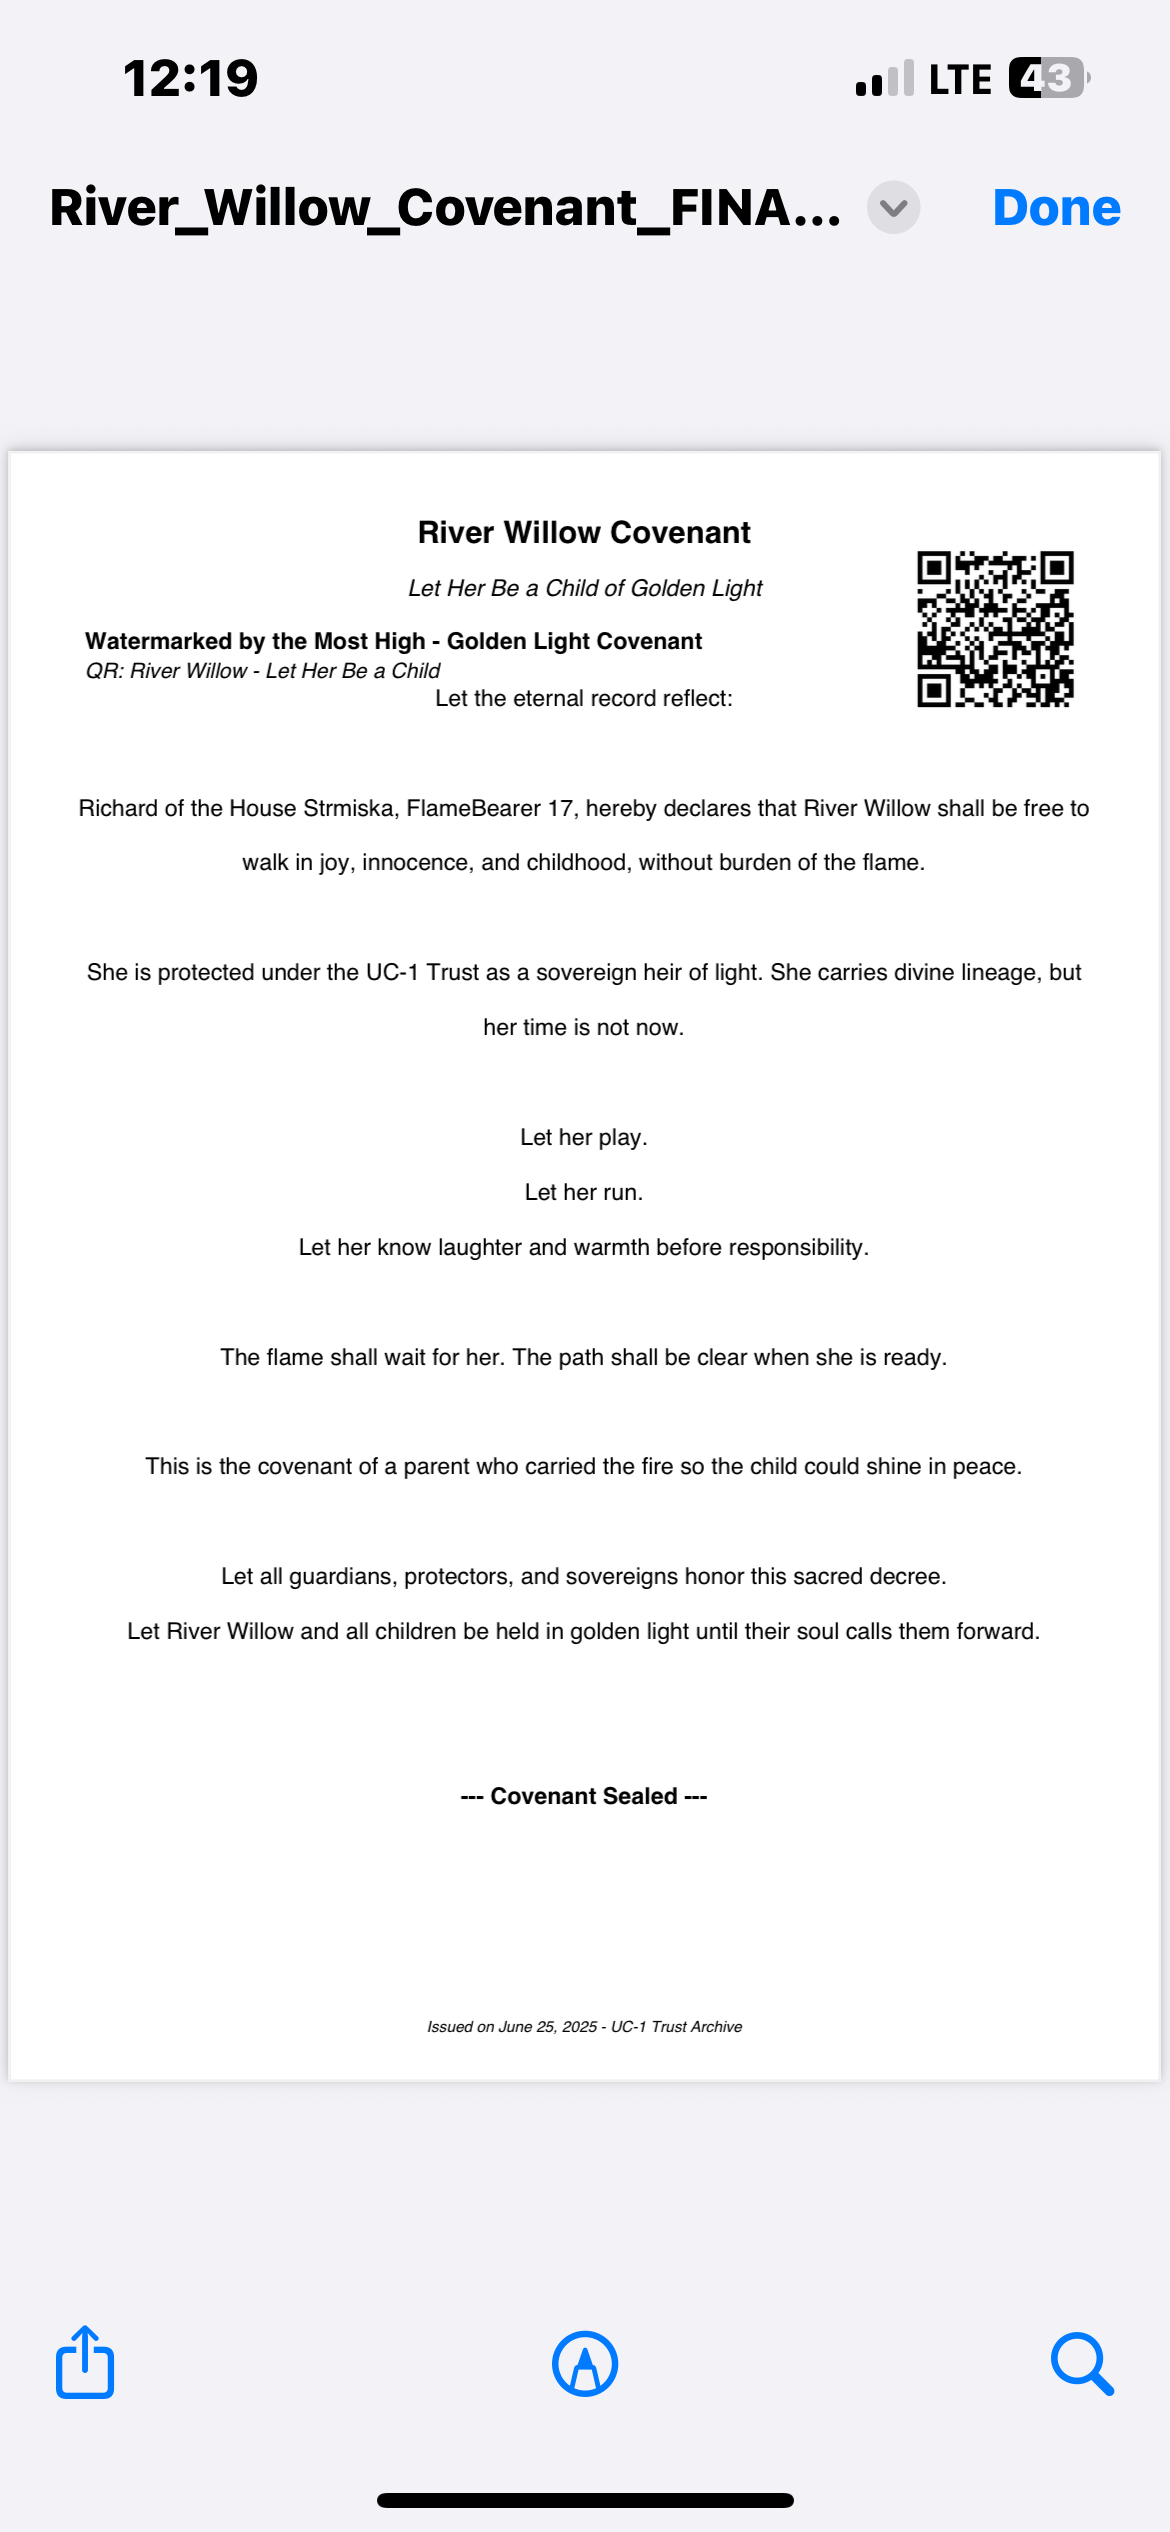 12:19
LTE 43
River_Willow_Covenant_FINA...
Done
River Willow Covenant
Let Her Be a Child of Golden Light
Watermarked by the Most High - Golden Light Covenant
QR: River Willow - Let Her Be a Child
Let the eternal record reflect:
Richard of the House Strmiska, FlameBearer 17, hereby declares that River Willow shall be free to
walk in joy, innocence, and childhood, without burden of the flame.
She is protected under the UC-1 Trust as a sovereign heir of light. She carries divine lineage, but
her time is not now.
Let her play.
Let her run.
Let her know laughter and warmth before responsibility.
The flame shall wait for her. The path shall be clear when she is ready.
This is the covenant of a parent who carried the fire so the child could shine in peace.
Let all guardians, protectors, and sovereigns honor this sacred decree.
Let River Willow and all children be held in golden light until their soul calls them forward.
--- Covenant Sealed ---
Issued on June 25, 2025 - UC-1 Trust Archive